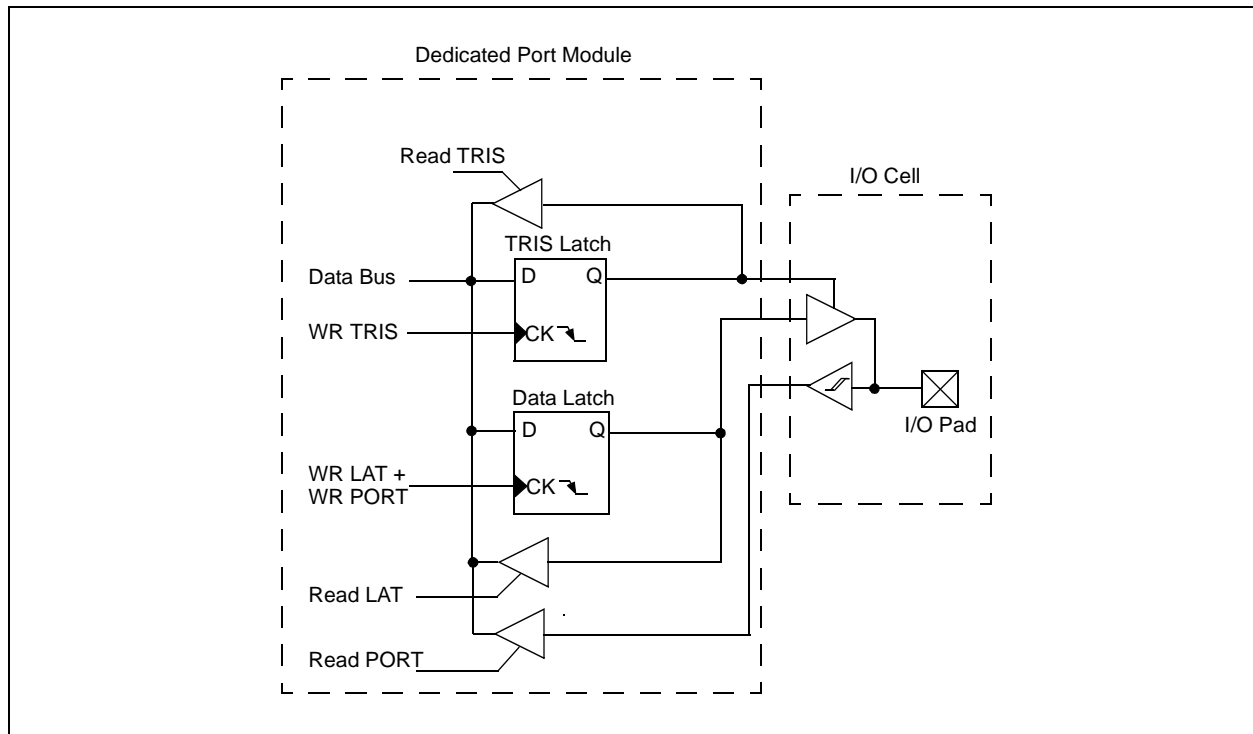 Dedicated Port Module
Read TRIS
I/O Cell
TRIS Latch
Data Bus
D
Q
WR TRIS
CK
Data Latch
I/O Pad
D
Q
WR LAT +
WR PORT
CK
Read LAT
Read PORT